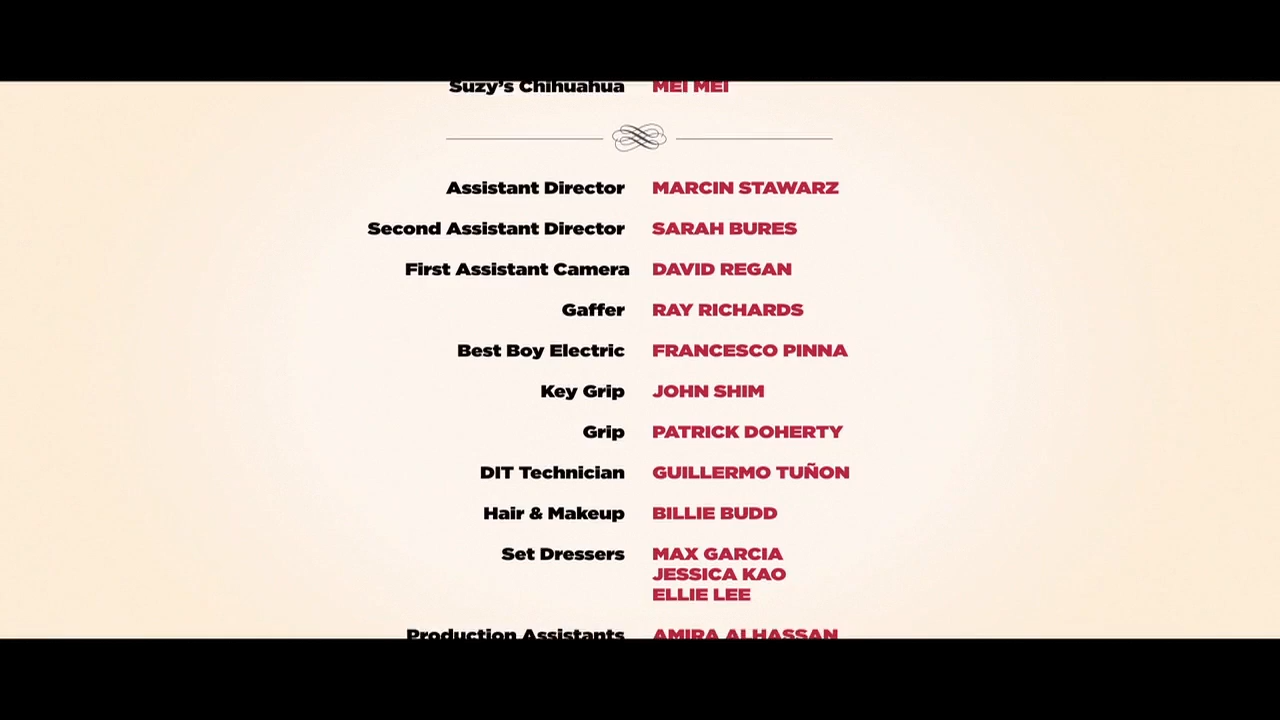 Suzy's Chihuahua MEI MEI
Assistant Director MARCIN STAWARZ
Second Assistant Director SARAH BURES
First Assistant Camera DAVID REGAN
Gaffer RAY RICHARDS
Best Boy Electric FRANCESCO PINNA
Key Grip JOHN SHIM
Grip PATRICK DOHERTY
DIT Technician GUILLERMO TUÑON
Hair & Makeup BILLIE BUDD
Set Dressers MAX GARCIA
JESSICA KAO
ELLIE LEE
Production Assistants AMIRA ALHASSAN